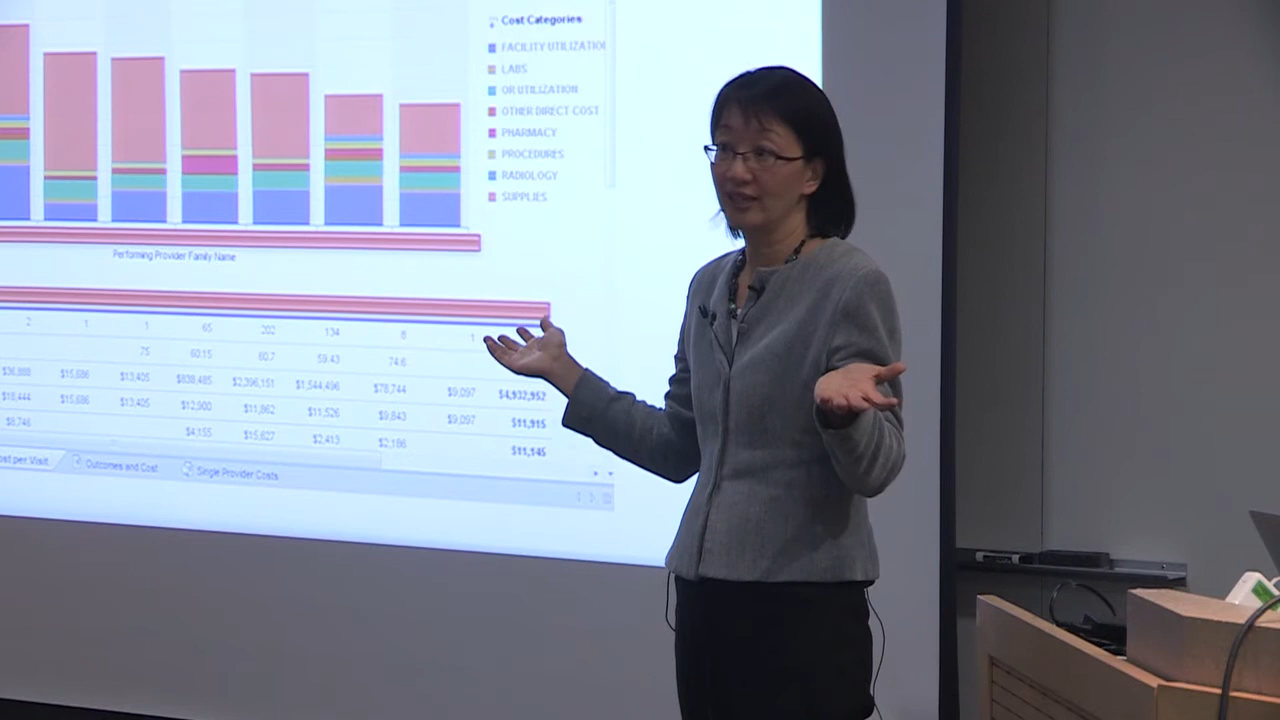 Cost Categories
FACILITY UTILIZATIO
LABS
OR UTILIZATION
OTHER DIRECT COST
PHARMACY
PROCEDURES
RADIOLOGY
SUPPLIES
Performing Provider Family Name
2 1 1 65 202 134 8 1
75 60.15 60.7 59.43 74.6
$36,888 $15,686 $13,405 $838,485 $2,396,151 $1,544,496 $78,744 $9,097 $4,932,952
$18,444 $15,686 $13,405 $12,900 $11,862 $11,526 $9,843 $9,097 $11,915
$8,746 $4,155 $15,627 $2,413 $2,186 $11,145
ost per Visit Outcomes and Cost Single Provider Costs